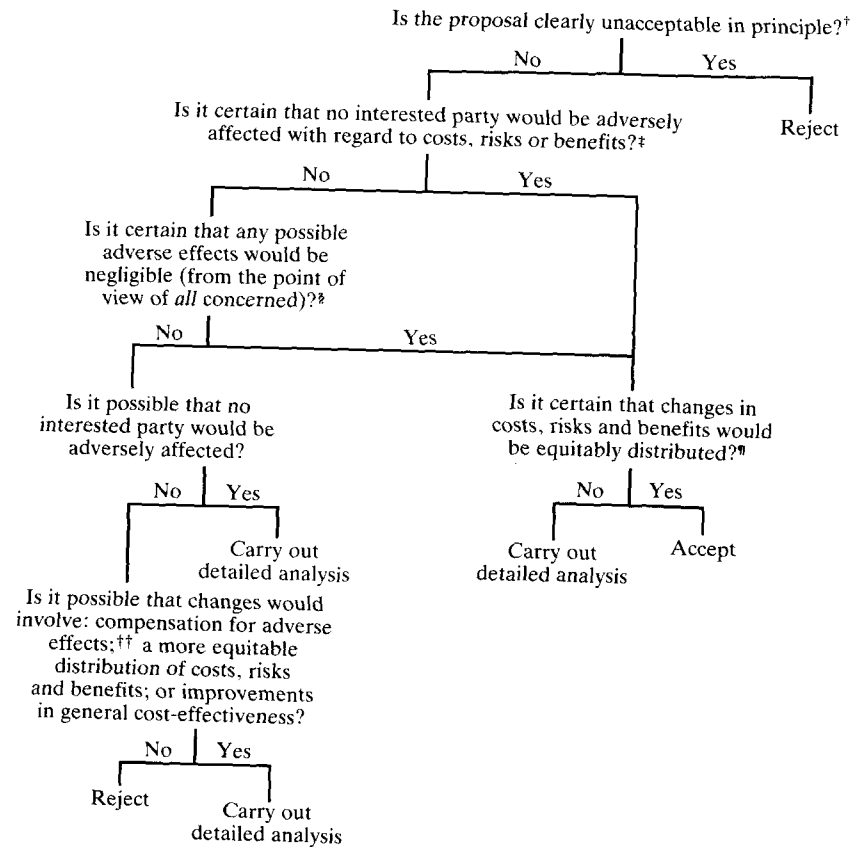 Is the proposal clearly unacceptable in principle?†
No Yes
Is it certain that no interested party would be adversely
affected with regard to costs, risks or benefits?‡
Reject
No Yes
Is it certain that any possible
adverse effects would be
negligible (from the point of
view of all concerned)?§
No Yes
Is it possible that no
interested party would be
adversely affected?
Is it certain that changes in
costs, risks and benefits would
be equitably distributed?¶
No Yes
No Yes
Carry out
detailed analysis
Carry out
detailed analysis
Accept
Is it possible that changes would
involve: compensation for adverse
effects;†† a more equitable
distribution of costs, risks
and benefits; or improvements
in general cost-effectiveness?
No Yes
Reject
Carry out
detailed analysis